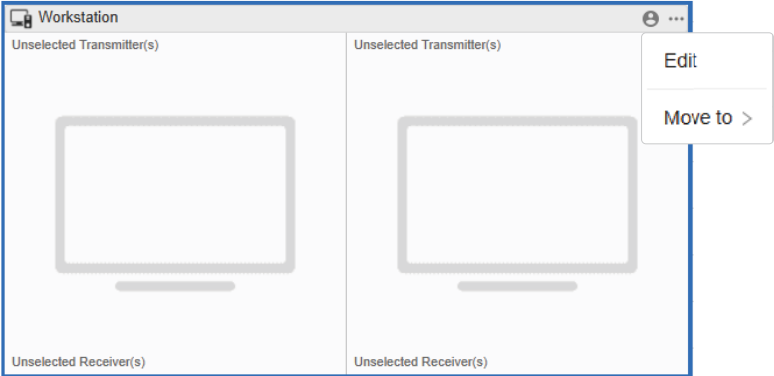 Workstation
Unselected Transmitter(s)
Unselected Transmitter(s)
Edit
Move to >
Unselected Receiver(s)
Unselected Receiver(s)